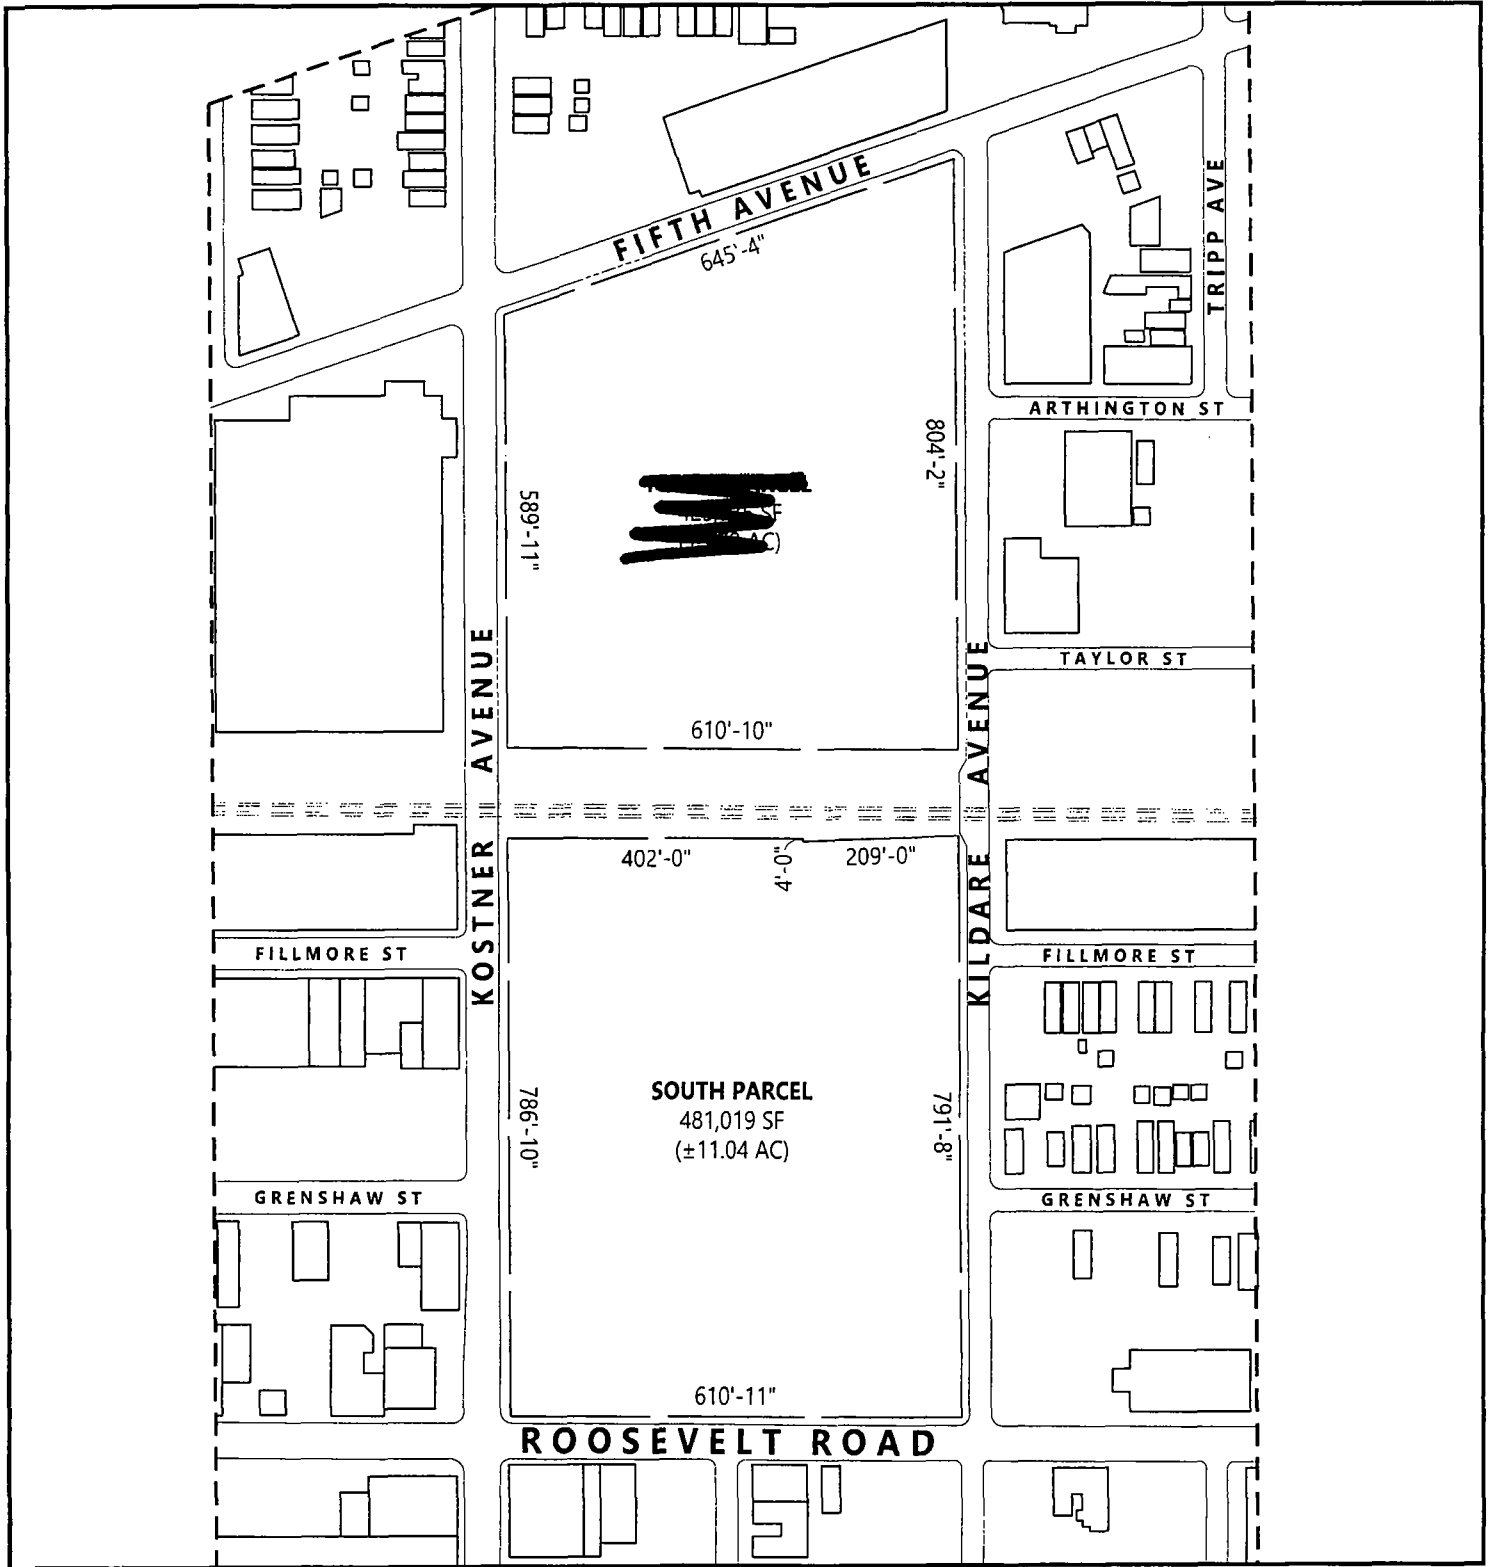 FIFTH AVENUE
645'-4"
TRIPP AVE
ARTHINGTON ST
804'-2"
589'-11"
SF
AC)
TAYLOR ST
610'-10"
KOSTNER AVENUE
KILDARE AVENUE
402'-0"
4'-0"
209'-0"
FILLMORE ST
FILLMORE ST
SOUTH PARCEL
481,019 SF
(±11.04 AC)
786'-10"
791'-8"
GRENSHAW ST
GRENSHAW ST
610'-11"
ROOSEVELT ROAD